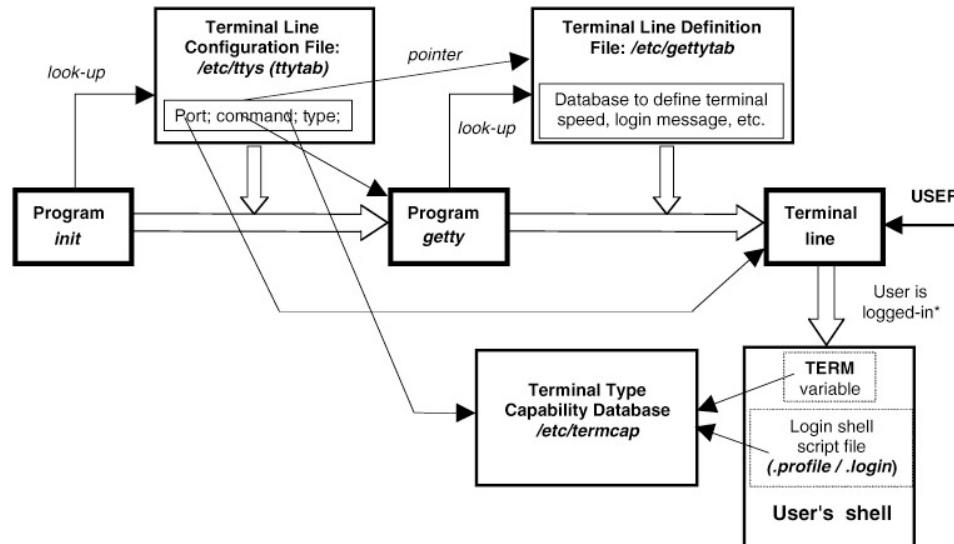 Terminal Line
Configuration File:
/etc/ttys (ttytab)
Port; command; type;
Terminal Line Definition
File: /etc/gettytab
Database to define terminal
speed, login message, etc.
pointer
look-up
look-up
Program
init
Program
getty
Terminal
line
USER
User is
logged-in*
Terminal Type
Capability Database
/etc/termcap
TERM
variable
Login shell
script file
(.profile / .login)
User's shell